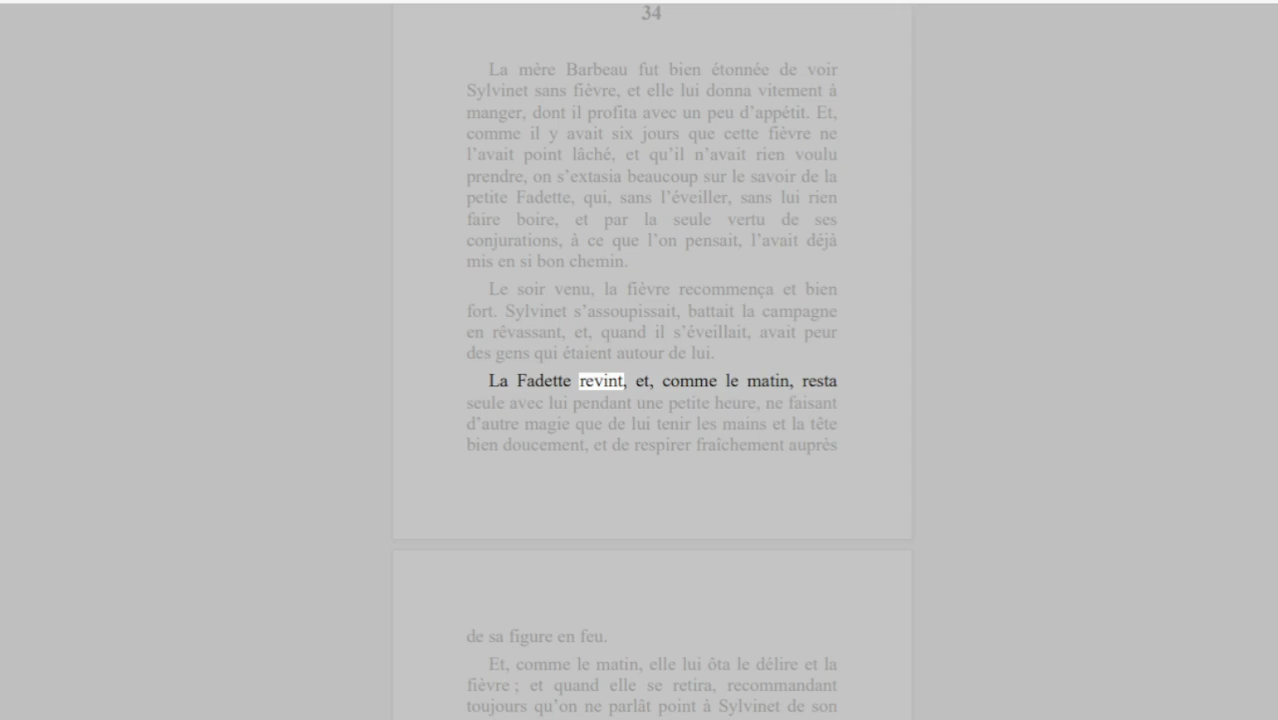 34
La mère Barbeau fut bien étonnée de voir
Sylvinet sans fièvre, et elle lui donna vitement à
manger, dont il profita avec un peu d’appétit. Et,
comme il y avait six jours que cette fièvre ne
l’avait point lâché, et qu’il n’avait rien voulu
prendre, on s’extasia beaucoup sur le savoir de la
petite Fadette, qui, sans l’éveiller, sans lui rien
faire boire, et par la seule vertu de ses
conjurations, à ce que l’on pensait, l’avait déjà
mis en si bon chemin.
Le soir venu, la fièvre recommença et bien
fort. Sylvinet s’assoupissait, battait la campagne
en rêvassant, et, quand il s’éveillait, avait peur
des gens qui étaient autour de lui.
La Fadette revint, et, comme le matin, resta
seule avec lui pendant une petite heure, ne faisant
d’autre magie que de lui tenir les mains et la tête
bien doucement, et de respirer fraîchement auprès
de sa figure en feu.
Et, comme le matin, elle lui ôta le délire et la
fièvre ; et quand elle se retira, recommandant
toujours qu’on ne parlât point à Sylvinet de son